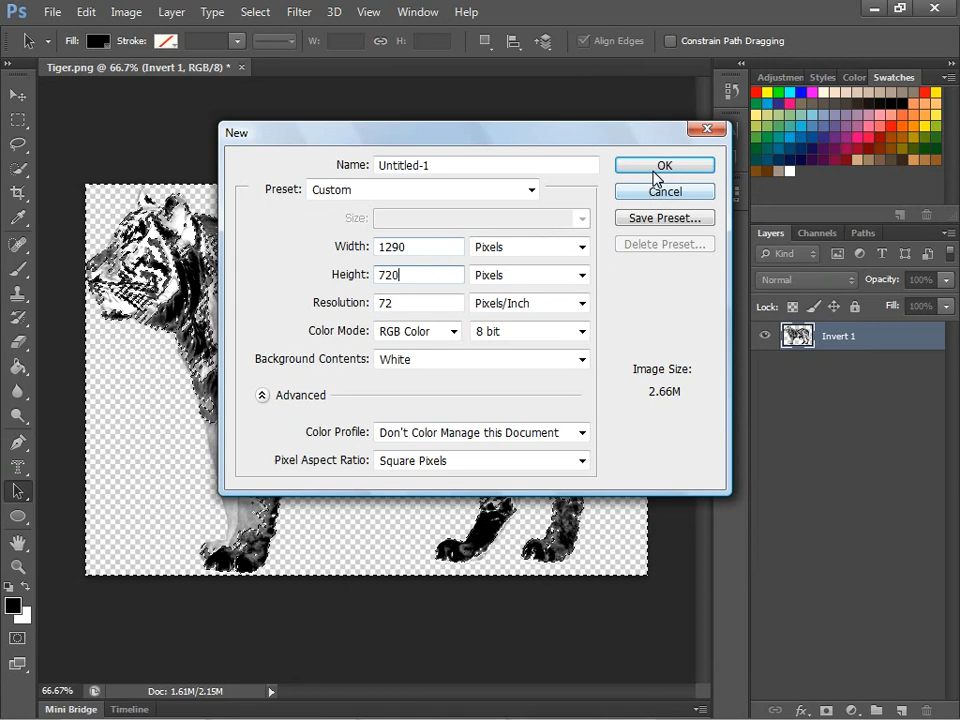 Ps File Edit Image Layer Type Select Filter 3D View Window Help
Fill: Stroke: W: H: Align Edges Constrain Path Dragging
Tiger.png @ 66.7% (Invert 1, RGB/8) * ×
Adjustmen Styles Color Swatches
New
Name: Untitled-1 OK
Preset: Custom Cancel
Size: Save Preset...
Width: 1290 Pixels Delete Preset...
Height: 720 Pixels
Resolution: 72 Pixels/Inch
Color Mode: RGB Color 8 bit
Background Contents: White
Image Size:
2.66M
Advanced
Color Profile: Don't Color Manage this Document
Pixel Aspect Ratio: Square Pixels
Layers Channels Paths
Kind
Normal Opacity: 100%
Lock: Fill: 100%
Invert 1
66.67% Doc: 1.61M/2.15M
Mini Bridge Timeline
fx